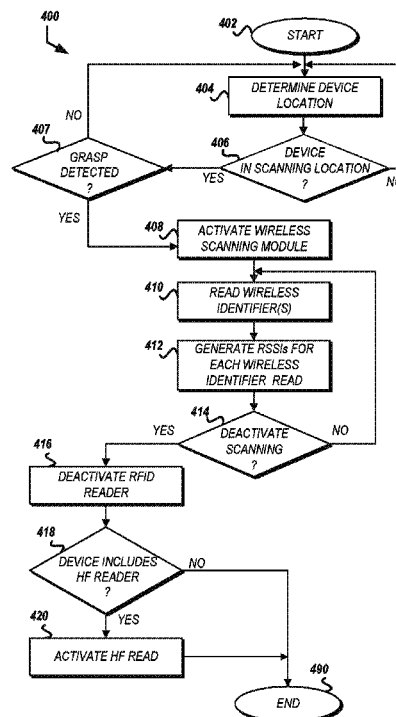 400
402
START
404
DETERMINE DEVICE
LOCATION
NO
407
GRASP
DETECTED
?
406
DEVICE
IN SCANNING LOCATION
?
YES
YES
408
ACTIVATE WIRELESS
SCANNING MODULE
410
READ WIRELESS
IDENTIFIER(S)
412
GENERATE RSSIs FOR
EACH WIRELESS
IDENTIFIER READ
414
DEACTIVATE
SCANNING
?
YES
NO
416
DEACTIVATE RFID
READER
418
DEVICE INCLUDES
HF READER
?
NO
YES
420
ACTIVATE HF READ
490
END